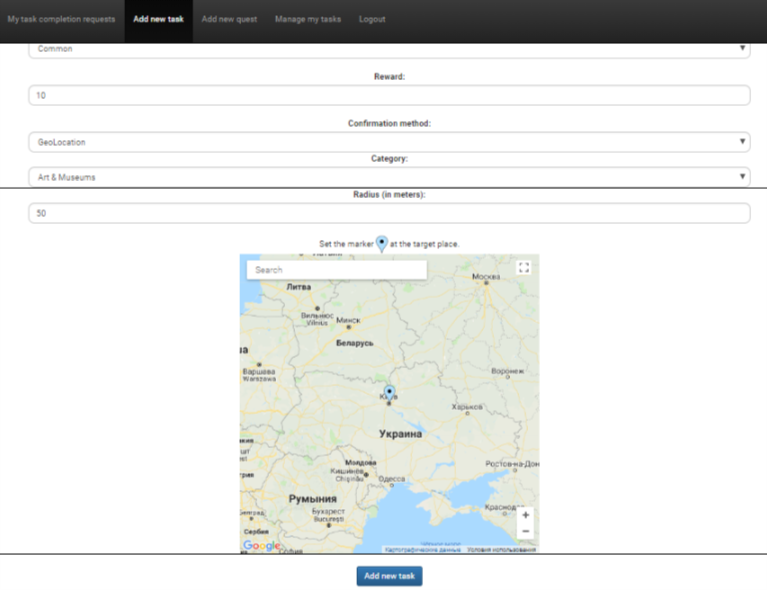 My task completion requests Add new task Add new quest Manage my tasks Logout
Common
Reward:
10
Confirmation method:
GeoLocation
Category:
Art & Museums
Radius (in meters):
50
Set the marker at the target place.
Search
Москва
Литва
Вильнюс
Vilnius
Минск
Беларусь
Варшава
Warszawa
Воронеж
Киев
Харьков
Украина
Молдова
Ростов-на-Дон
Кишинёв
Chișinău
Одесса
Румыния
Бухарест
București
Краснода
Сербия
София
Google
Картографические данные Условия использования
Add new task